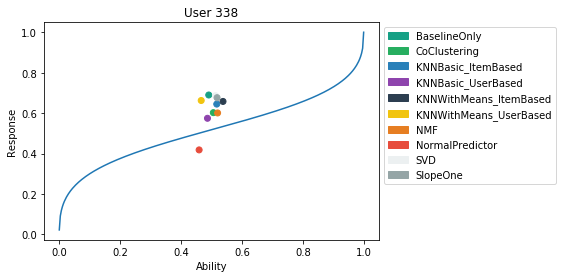 User 338
Response
1.0
0.8
0.6
0.4
0.2
0.0
0.0 0.2 0.4 0.6 0.8 1.0
Ability
BaselineOnly
CoClustering
KNNBasic_ItemBased
KNNBasic_UserBased
KNNWithMeans_ItemBased
KNNWithMeans_UserBased
NMF
NormalPredictor
SVD
SlopeOne